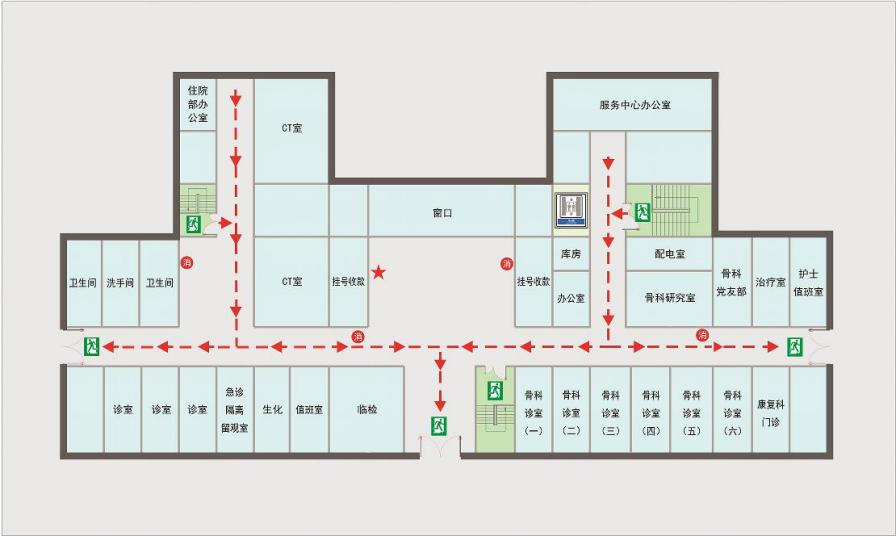 住院
部办
公室
CT室
服务中心办公室
窗口
卫生间
洗手间
卫生间
消
CT室
挂号收款
消
挂号收款
库房
办公室
配电室
骨科研究室
骨科
党友部
治疗室
护士
值班室
消
消
诊室
诊室
诊室
急诊
隔离
留观室
生化
值班室
临检
骨科
诊室
（一）
骨科
诊室
（二）
骨科
诊室
（三）
骨科
诊室
（四）
骨科
诊室
（五）
骨科
诊室
（六）
康复科
门诊